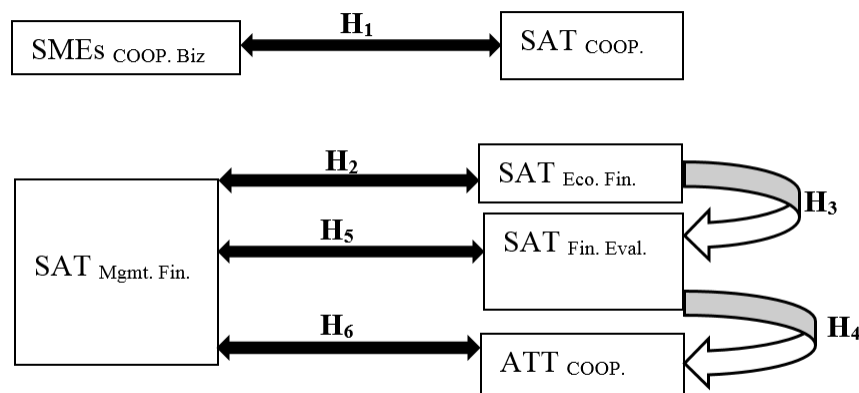 H₁
SMEs COOP. Biz
SAT COOP.
H₂
SAT Eco. Fin.
H₃
H₅
SAT Mgmt. Fin.
SAT Fin. Eval.
H₆
H₄
ATT COOP.